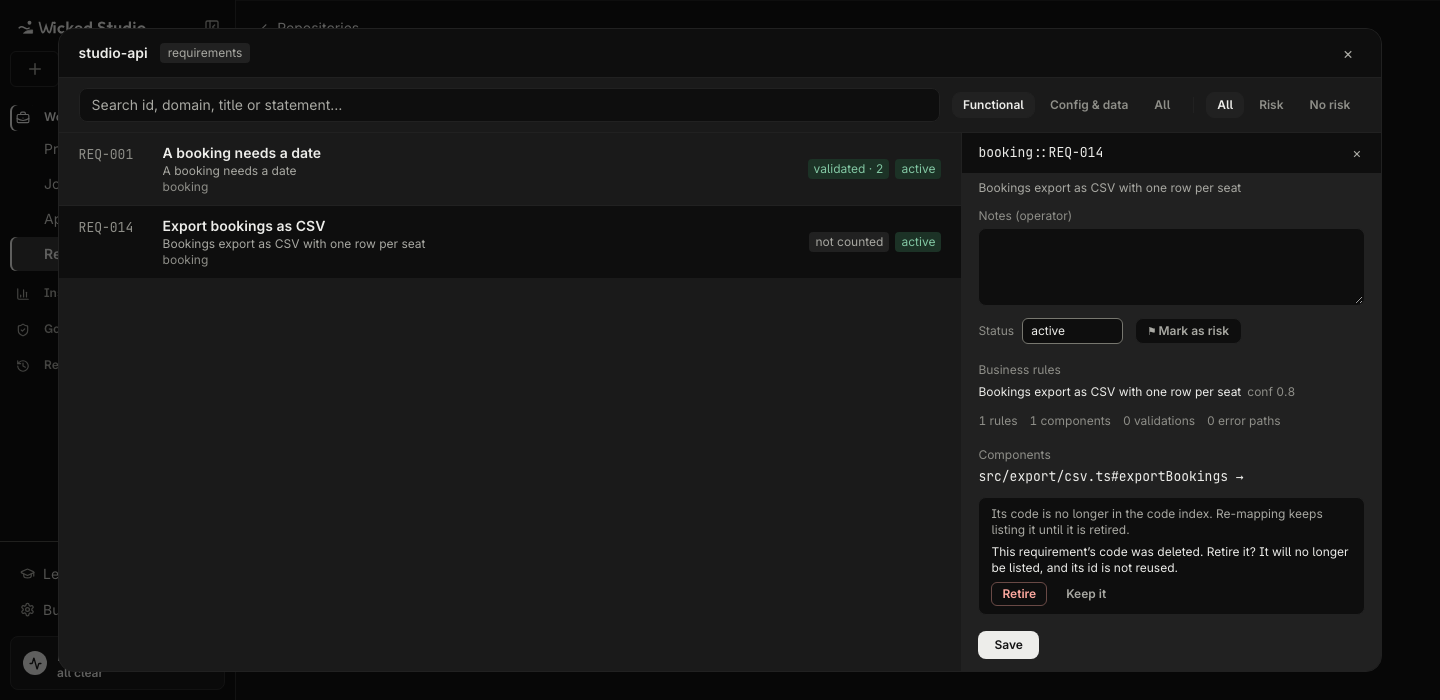 Wicked Studio
Repositories
studio-api
requirements
×
Search id, domain, title or statement...
Functional
Config & data
All
All
Risk
No risk
REQ-001
A booking needs a date
A booking needs a date
booking
validated · 2
active
REQ-014
Export bookings as CSV
Bookings export as CSV with one row per seat
booking
not counted
active
booking::REQ-014
×
Bookings export as CSV with one row per seat
Notes (operator)
Status
active
⚑ Mark as risk
Business rules
Bookings export as CSV with one row per seat conf 0.8
1 rules 1 components 0 validations 0 error paths
Components
src/export/csv.ts#exportBookings →
Its code is no longer in the code index. Re-mapping keeps
listing it until it is retired.
This requirement's code was deleted. Retire it? It will no longer
be listed, and its id is not reused.
Retire
Keep it
Save
all clear